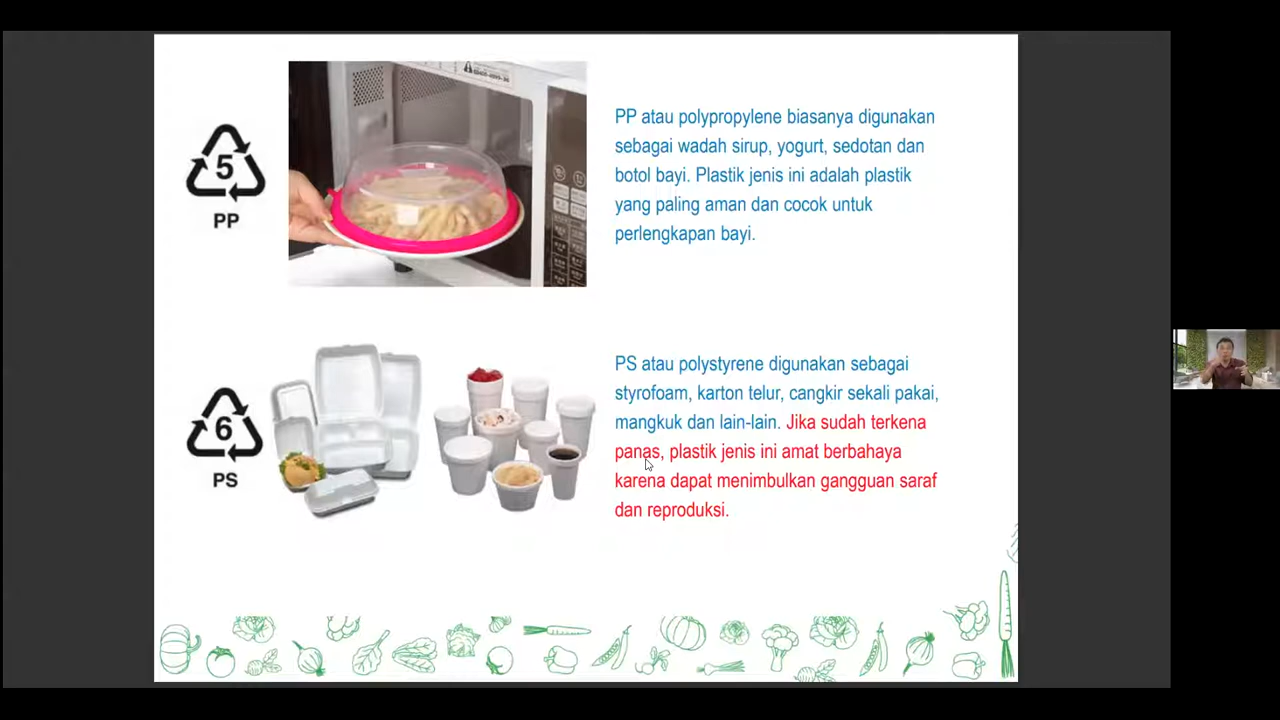 5
PP
PP atau polypropylene biasanya digunakan
sebagai wadah sirup, yogurt, sedotan dan
botol bayi. Plastik jenis ini adalah plastik
yang paling aman dan cocok untuk
perlengkapan bayi.
6
PS
PS atau polystyrene digunakan sebagai
styrofoam, karton telur, cangkir sekali pakai,
mangkuk dan lain-lain. Jika sudah terkena
panas, plastik jenis ini amat berbahaya
karena dapat menimbulkan gangguan saraf
dan reproduksi.